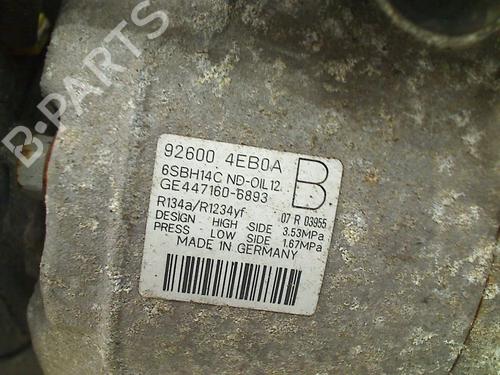 B-PARTS
92600 4EB0A
B
6SBH14C ND-OIL12
GE447160-6893
R134a/R1234yf 07 R 03955
DESIGN HIGH SIDE 3.53MPa
PRESS LOW SIDE 1.67MPa
MADE IN GERMANY